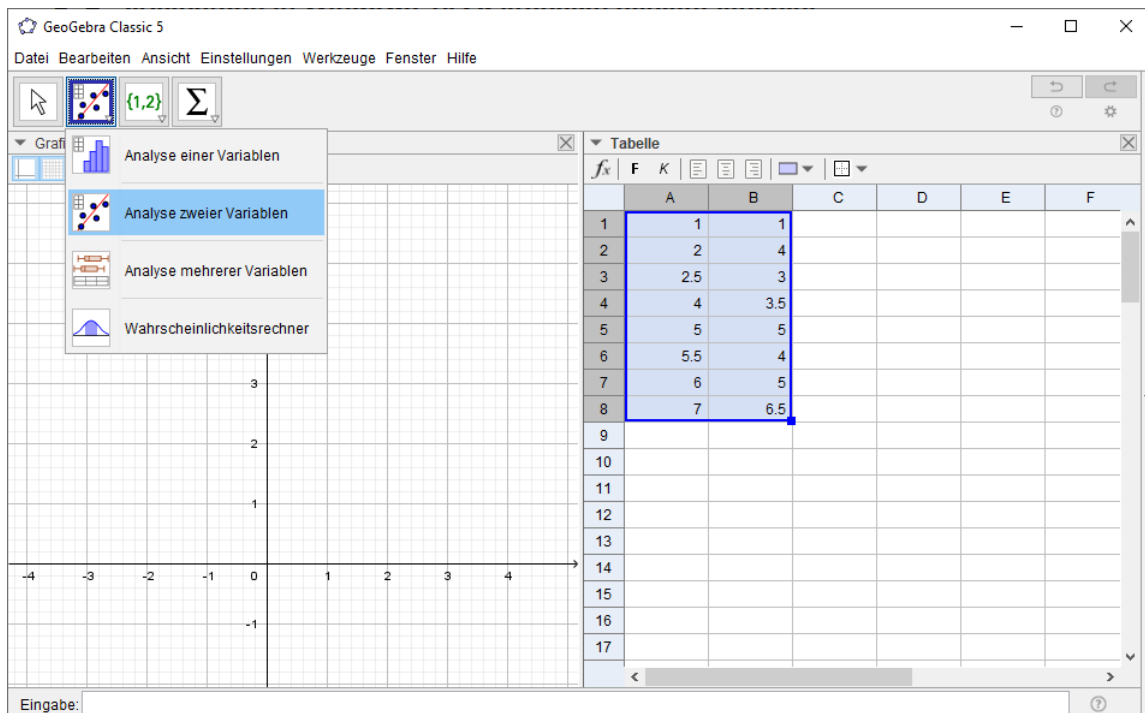 GeoGebra Classic 5
Datei Bearbeiten Ansicht Einstellungen Werkzeuge Fenster Hilfe
{1,2} Σ
Grafi
Analyse einer Variablen
Analyse zweier Variablen
Analyse mehrerer Variablen
Wahrscheinlichkeitsrechner
3
2
1
-4 -3 -2 -1 0 1 2 3 4
-1
Tabelle
fx F K
A B C D E F
1 1 1
2 2 4
3 2.5 3
4 4 3.5
5 5 5
6 5.5 4
7 6 5
8 7 6.5
9
10
11
12
13
14
15
16
17
Eingabe: